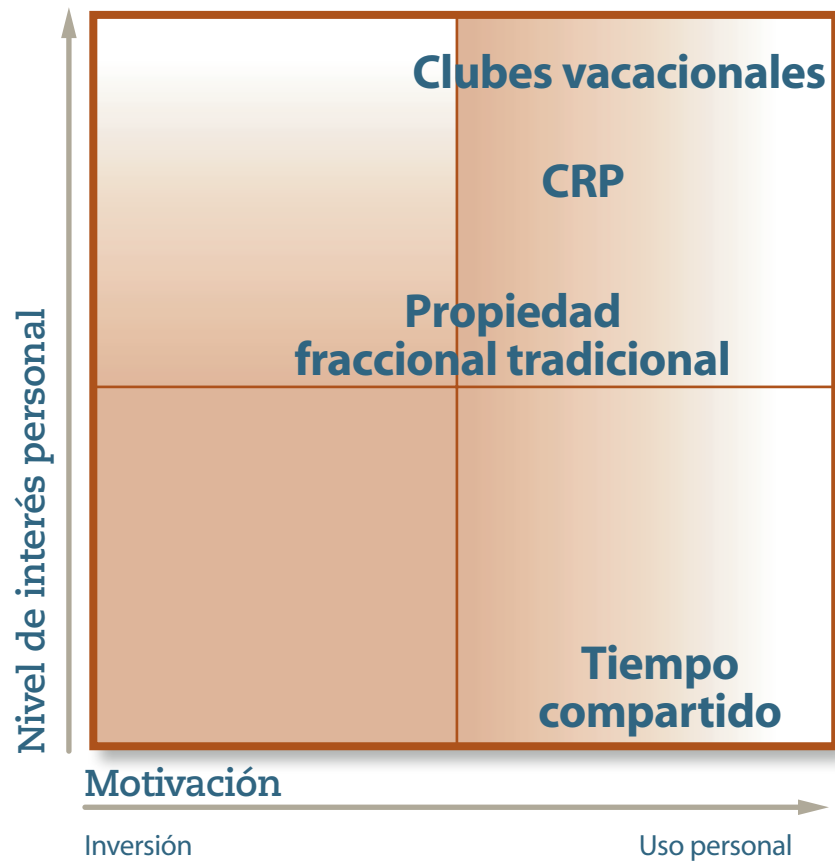 Clubes vacacionales
CRP
Propiedad
fraccional tradicional
Tiempo
compartido
Nivel de interés personal
Motivación
Inversión
Uso personal